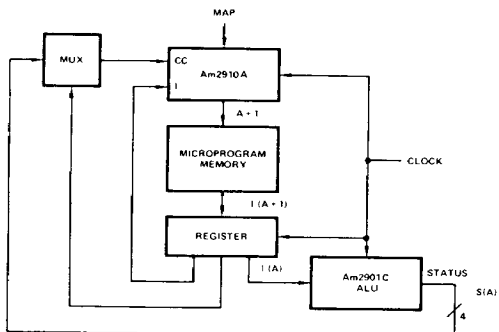 MAP
MUX
CC
Am2910A
I
A + 1
MICROPROGRAM
MEMORY
CLOCK
I (A + 1)
REGISTER
I (A)
Am2901C
ALU
STATUS
S(A)
4